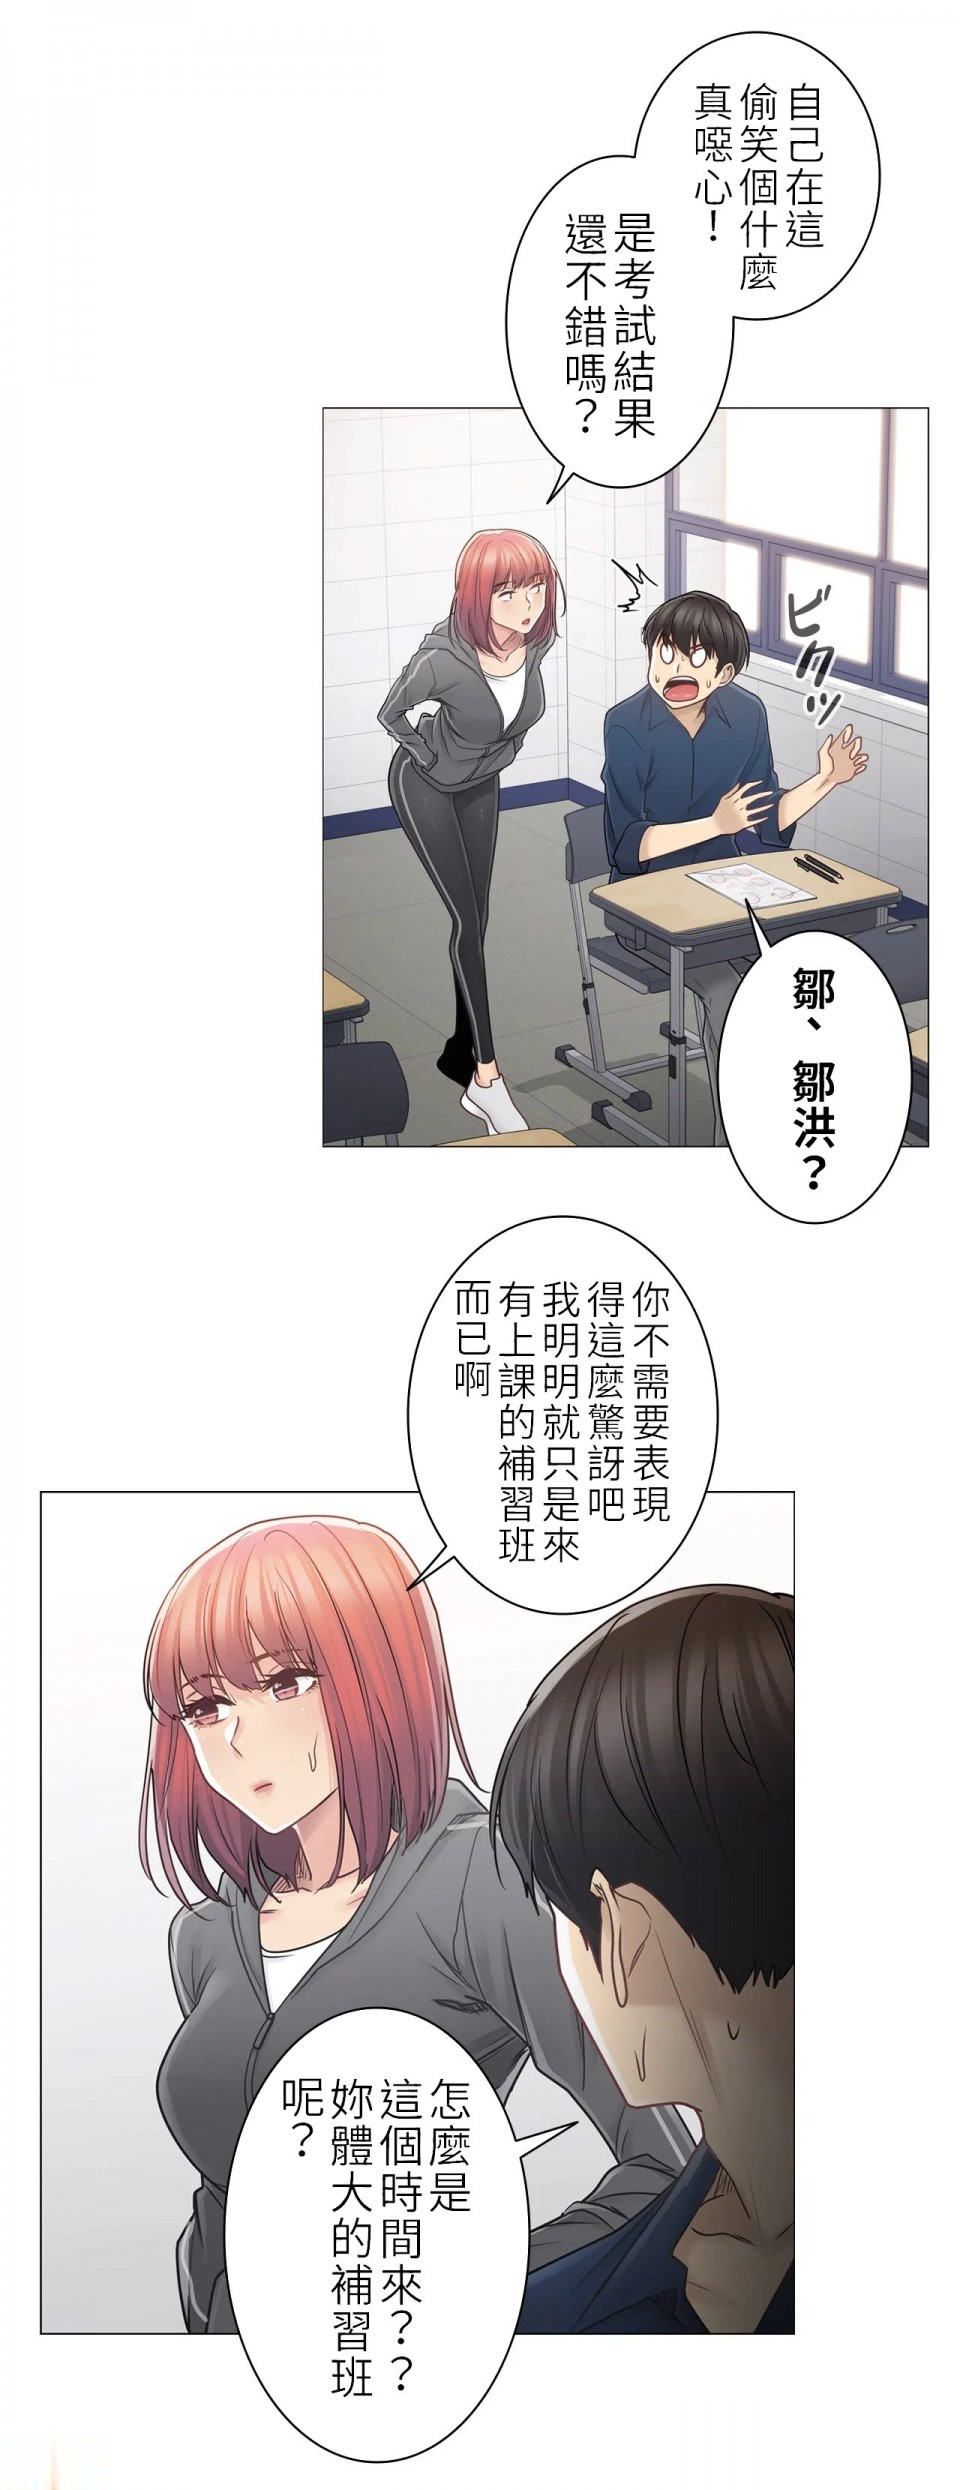 自己在這
偷笑個什麼
真噁心！
是考試結果
還不錯嗎？
ビクッ
鄒、鄒洪？
你不需要表現
得這麼驚訝吧
我明明就只是來
有上課的補習班
而已啊
怎麼是
這個時間來？？
妳體大的補習班
呢？